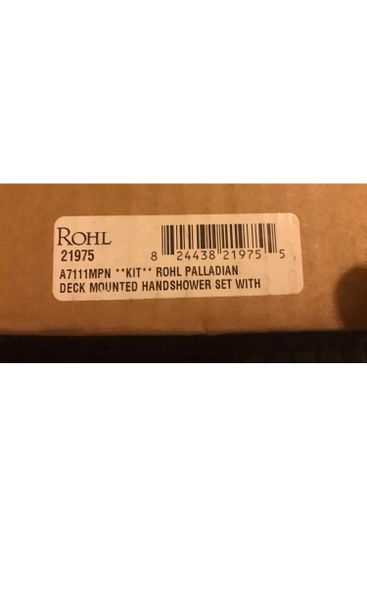 ROHL
21975
8 24438 21975 5
A7111MPN **KIT** ROHL PALLADIAN
DECK MOUNTED HANDSHOWER SET WITH